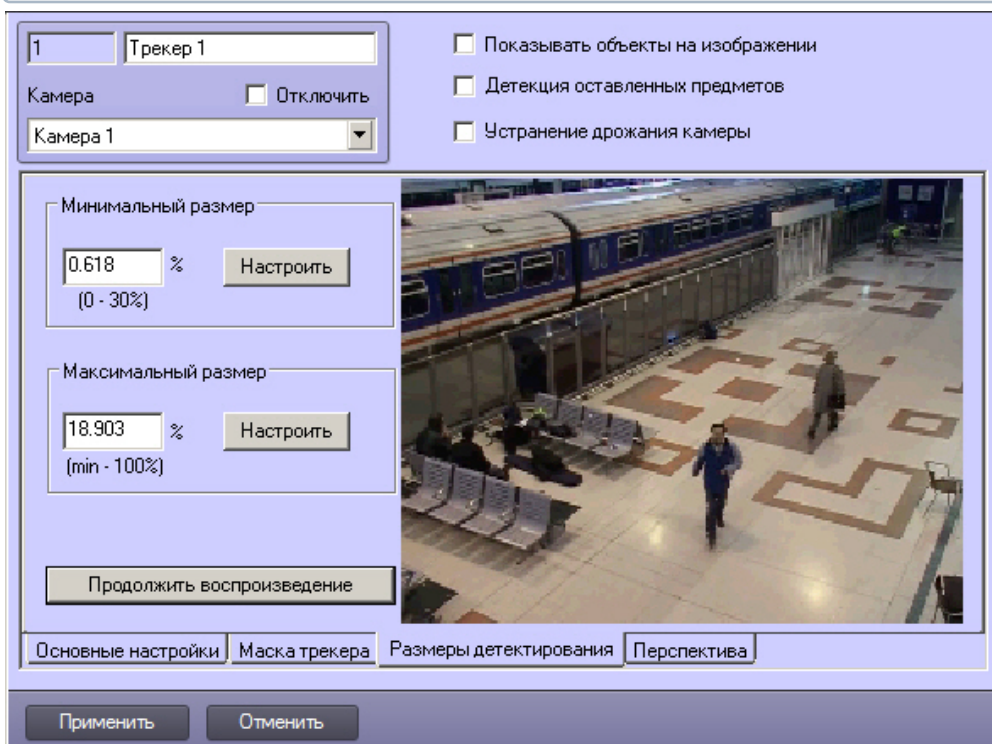 1
Трекер 1
Камера
Отключить
Камера 1
Показывать объекты на изображении
Детекция оставленных предметов
Устранение дрожания камеры
Минимальный размер
0.618 % Настроить
(0 - 30%)
Максимальный размер
18.903 % Настроить
(min - 100%)
Продолжить воспроизведение
Основные настройки Маска трекера Размеры детектирования Перспектива
Применить Отменить